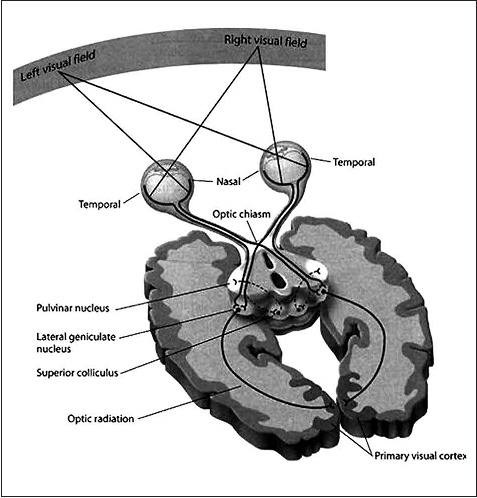 Right visual field
Left visual field
Temporal
Nasal
Temporal
Optic chiasm
Pulvinar nucleus
Lateral geniculate
nucleus
Superior colliculus
Optic radiation
Primary visual cortex